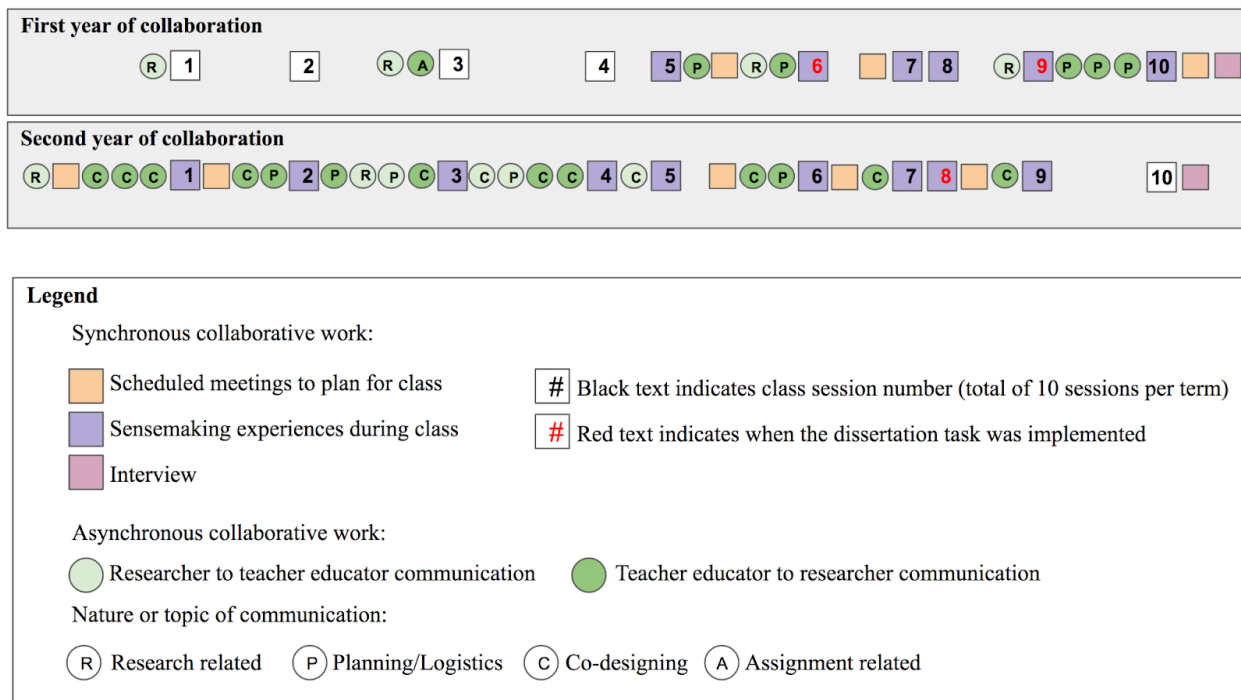 First year of collaboration
R 1 2 R A 3 4 5 P R P 6 7 8 R 9 P P P 10
Second year of collaboration
R C C C 1 C P 2 P R P C 3 C P C C 4 C 5 C P 6 C 7 8 C 9 10
Legend
Synchronous collaborative work:
Scheduled meetings to plan for class
# Black text indicates class session number (total of 10 sessions per term)
Sensemaking experiences during class
# Red text indicates when the dissertation task was implemented
Interview
Asynchronous collaborative work:
Researcher to teacher educator communication
Teacher educator to researcher communication
Nature or topic of communication:
R Research related P Planning/Logistics C Co-designing A Assignment related